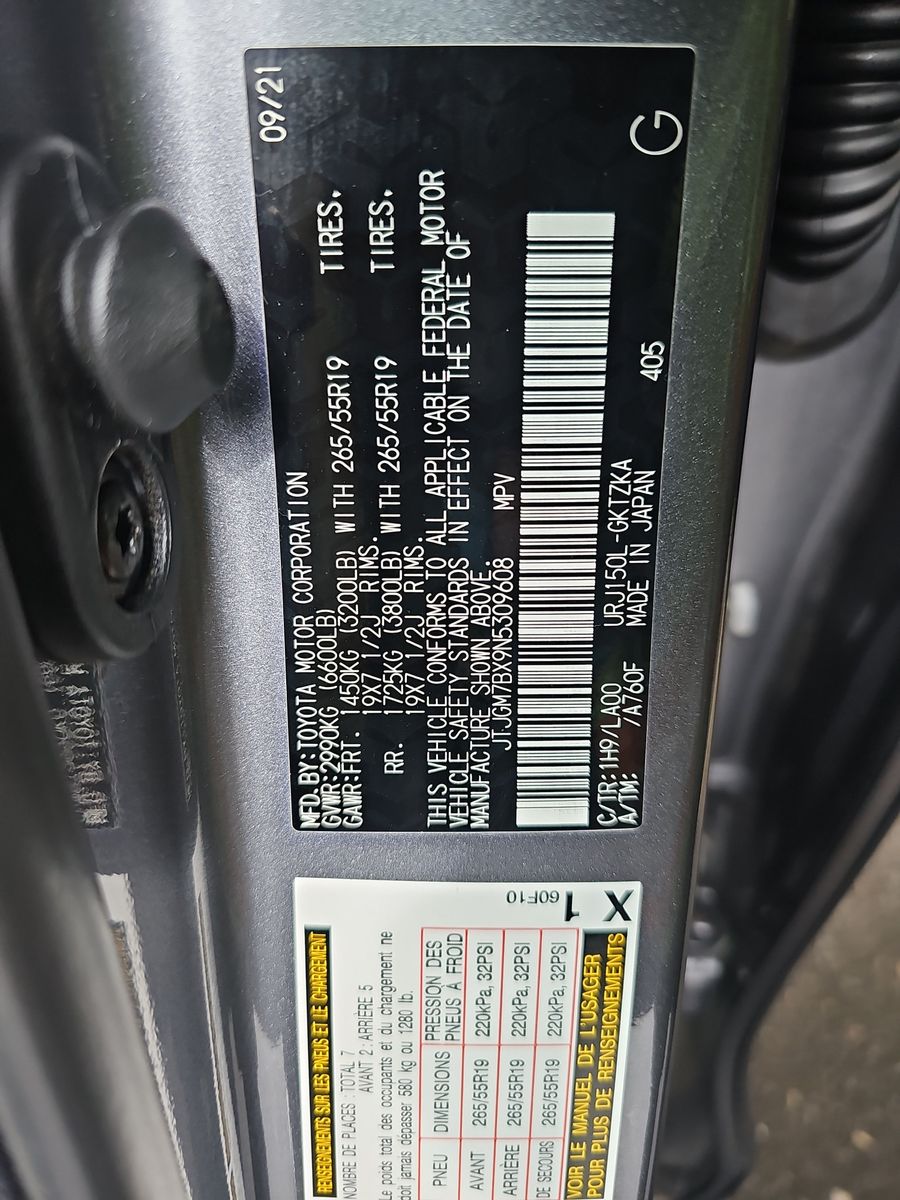 09/21
MFD.BY:TOYOTA MOTOR CORPORATION
GVWR:2990KG (6600LB)
GAWR:FRT. 1450KG (3200LB) WITH 265/55R19 TIRES,
19X7 1/2J RIMS.
RR. 1725KG (3800LB) WITH 265/55R19 TIRES,
19X7 1/2J RIMS.
THIS VEHICLE CONFORMS TO ALL APPLICABLE FEDERAL MOTOR
VEHICLE SAFETY STANDARDS IN EFFECT ON THE DATE OF
MANUFACTURE SHOWN ABOVE.
JTJGM7BX9N5309608 MPV
C/TR:1H9/LA00 URJ150L-GKTZKA 405
A/TM: /A760F MADE IN JAPAN
G
RENSEIGNEMENTS SUR LES PNEUS ET LE CHARGEMENT
NOMBRE DE PLACES : TOTAL 7
AVANT 2 : ARRIÈRE 5
Le poids total des occupants et du chargement ne
doit jamais dépasser 580 kg ou 1280 lb.
PNEU DIMENSIONS PRESSION DES PNEUS À FROID
AVANT 265/55R19 220kPa, 32PSI
ARRIÈRE 265/55R19 220kPa, 32PSI
DE SECOURS 265/55R19 220kPa, 32PSI
VOIR LE MANUEL DE L'USAGER
POUR PLUS DE RENSEIGNEMENTS
60F10
1
X